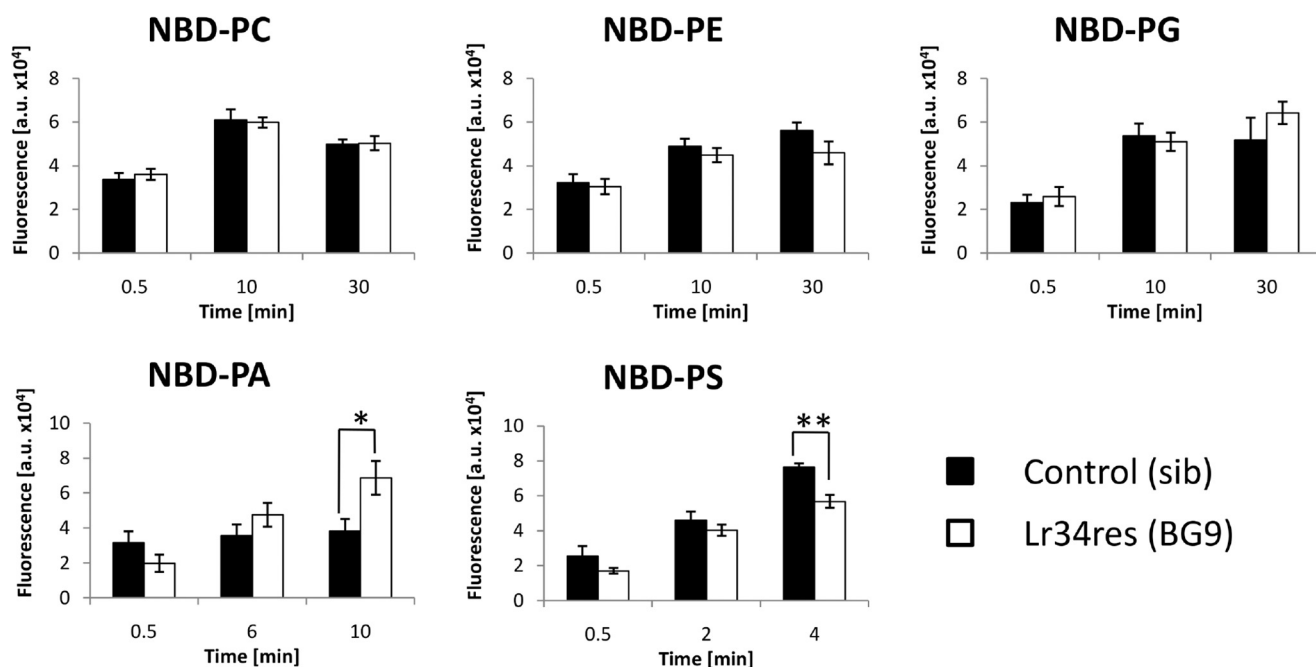 NBD-PC
Fluorescence [a.u. x10⁴]
8
6
4
2
0
0.5 10 30
Time [min]
NBD-PE
Fluorescence [a.u. x10⁴]
8
6
4
2
0
0.5 10 30
Time [min]
NBD-PG
Fluorescence [a.u. x10⁴]
8
6
4
2
0
0.5 10 30
Time [min]
NBD-PA
Fluorescence [a.u. x10⁴]
10
8
6
4
2
0
*
0.5 6 10
Time [min]
NBD-PS
Fluorescence [a.u. x10⁴]
10
8
6
4
2
0
**
0.5 2 4
Time [min]
Control (sib)
Lr34res (BG9)